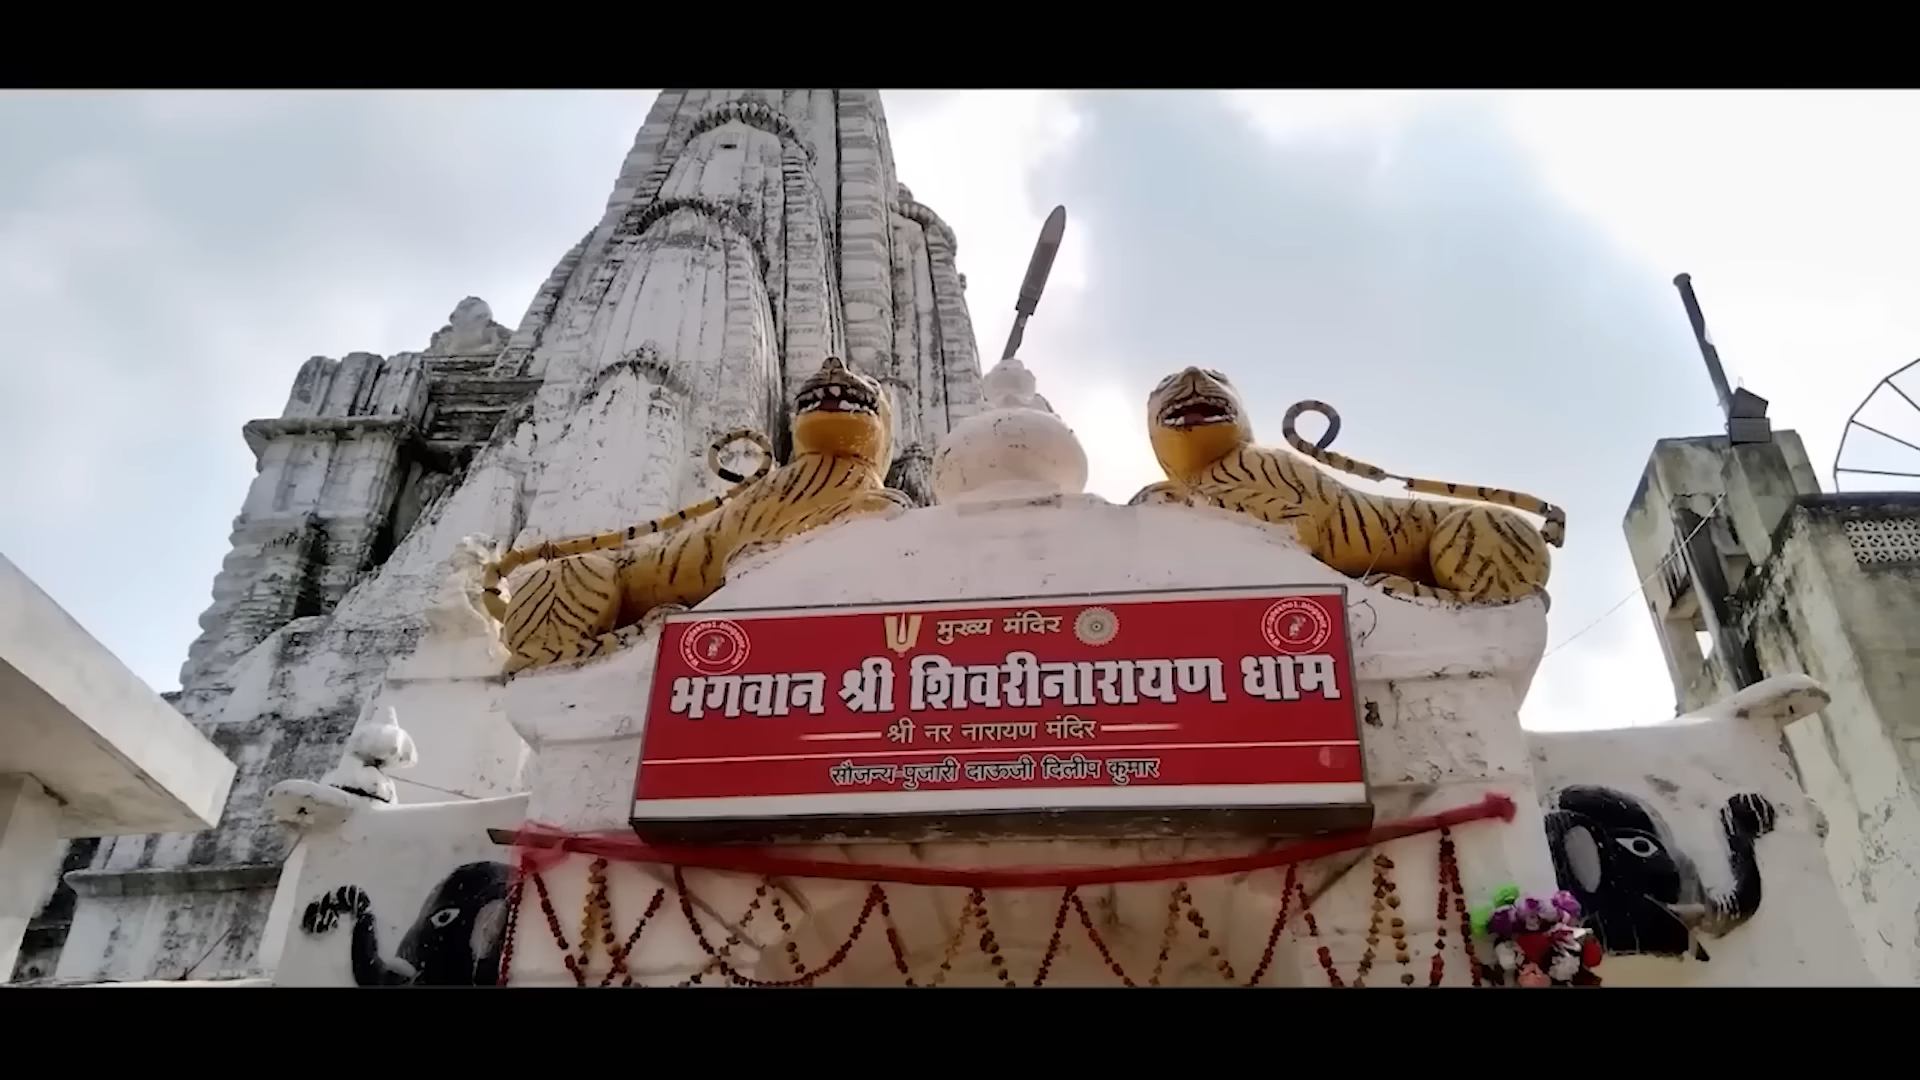 मुख्य मंदिर
भगवान श्री शिवरीनारायण धाम
श्री नर नारायण मंदिर
सौजन्य पुजारी दाऊजी दिलीप कुमार